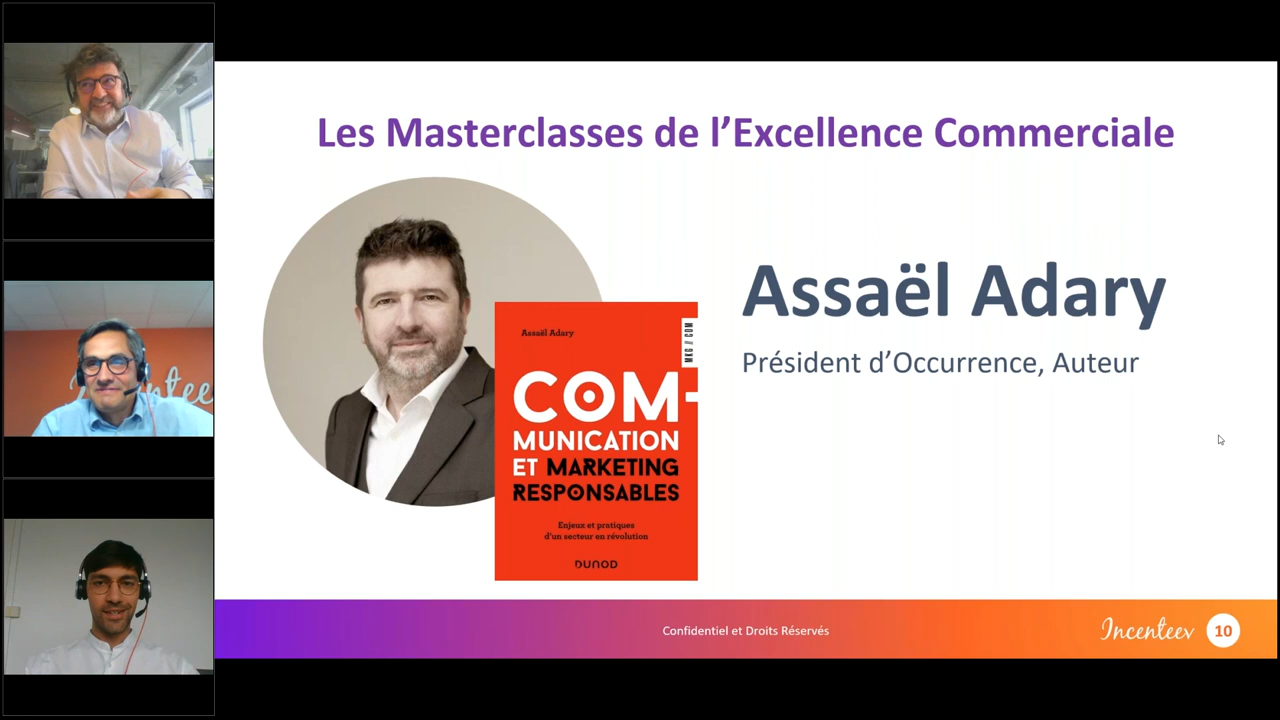 Les Masterclasses de l’Excellence Commerciale
Assaël Adary
MKG // COM
COM-
MUNICATION
ET MARKETING
RESPONSABLES
Enjeux et pratiques
d'un secteur en révolution
DUNOD
Assaël Adary
Président d’Occurrence, Auteur
Confidentiel et Droits Réservés
Incenteev
10